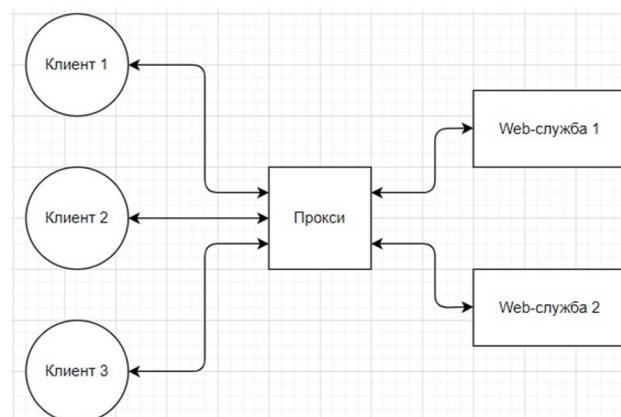 Клиент 1
Web-служба 1
Клиент 2
Прокси
Web-служба 2
Клиент 3